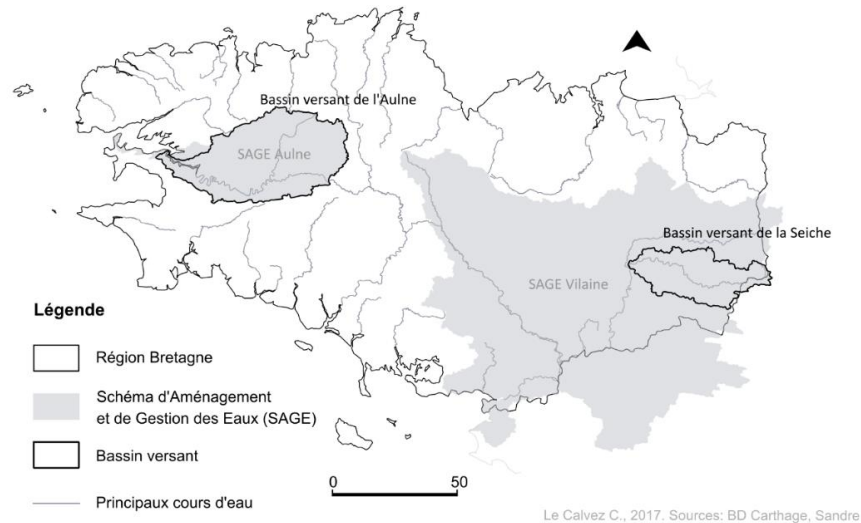 Bassin versant de l'Aulne
SAGE Aulne
Bassin versant de la Seiche
SAGE Vilaine
Légende
Région Bretagne
Schéma d'Aménagement
et de Gestion des Eaux (SAGE)
Bassin versant
Principaux cours d'eau
0 50
Le Calvez C., 2017. Sources: BD Carthage, Sandre